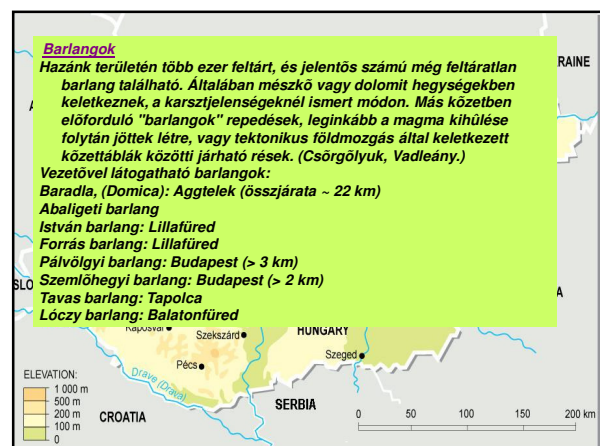 Barlangok
Hazánk területén több ezer feltárt, és jelentõs számú még feltáratlan
barlang található. Általában mészkõ vagy dolomit hegységekben
keletkeznek, a karsztjelenségeknél ismert módon. Más kõzetben
elõforduló "barlangok" repedések, leginkább a magma kihûlése
folytán jöttek létre, vagy tektonikus földmozgás által keletkezett
kõzettáblák közötti járható rések. (Csörgõlyuk, Vadleány.)
Vezetõvel látogatható barlangok:
Baradla, (Domica): Aggtelek (összjárata ~ 22 km)
Abaligeti barlang
István barlang: Lillafüred
Forrás barlang: Lillafüred
Pálvölgyi barlang: Budapest (> 3 km)
Szemlõhegyi barlang: Budapest (> 2 km)
Tavas barlang: Tapolca
Lóczy barlang: Balatonfüred
RAINE
A
SLO
A
Kaposvár
Szekszárd
HUNGARY
Pécs
Szeged
Drave (Drava)
CROATIA
SERBIA
ELEVATION:
1 000 m
500 m
200 m
100 m
0
0 50 100 150 200 km